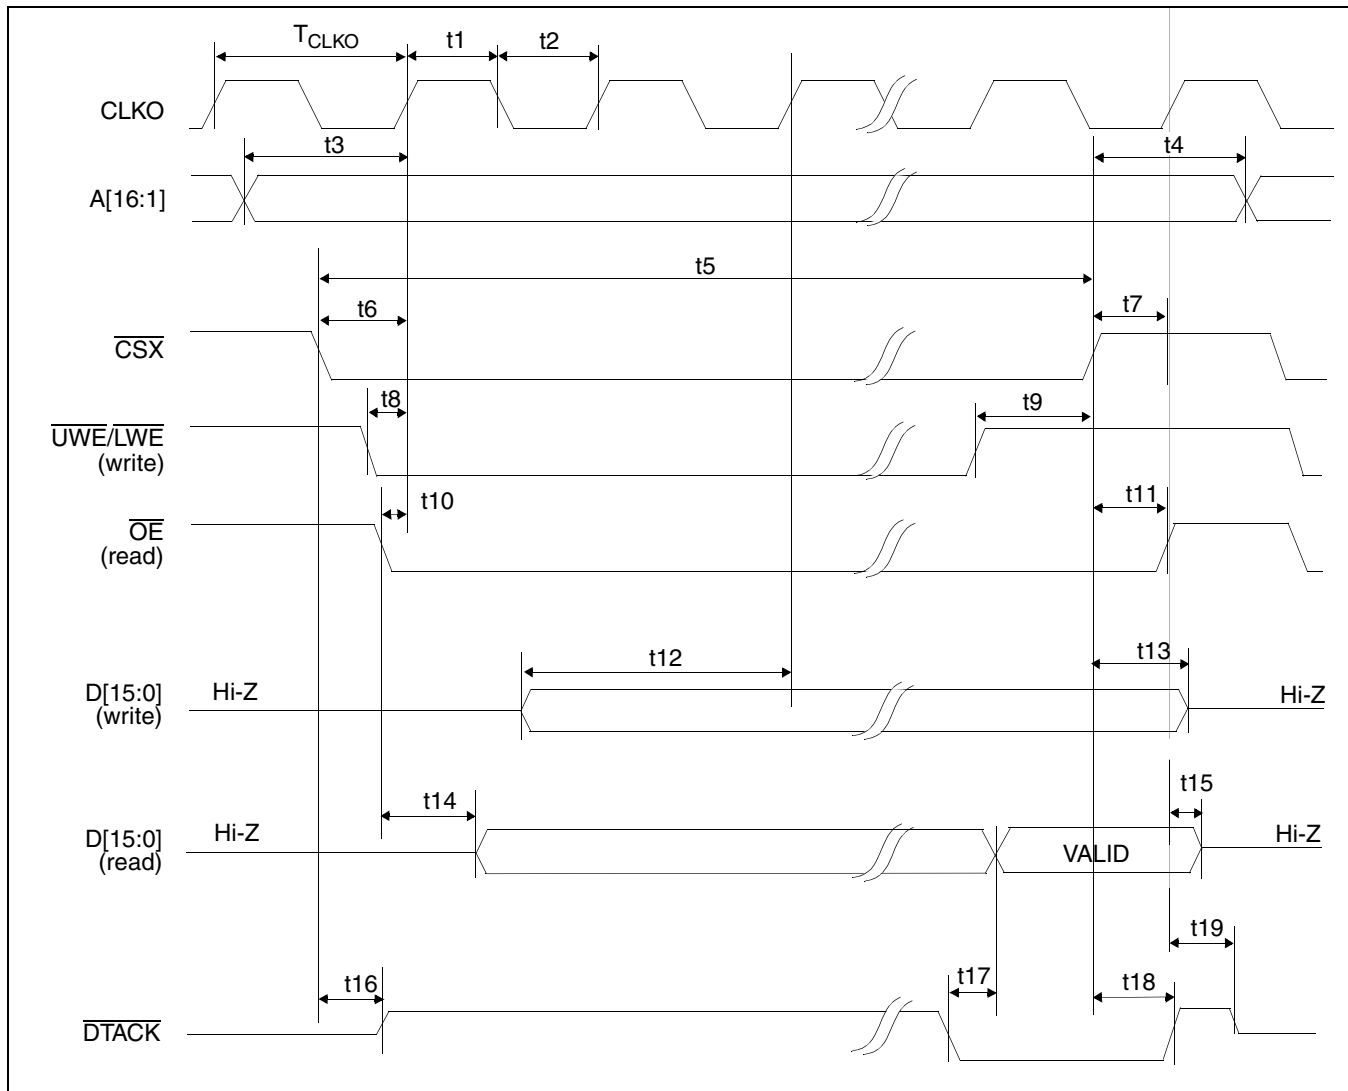 T_CLKO t1 t2
CLKO
t3 t4
A[16:1]
t5
t6 t7
CSX
t8 t9
UWE/LWE
(write)
t10 t11
OE
(read)
t12 t13
D[15:0] Hi-Z Hi-Z
(write)
t14 t15
D[15:0] Hi-Z VALID Hi-Z
(read)
t19
t16 t17 t18
DTACK